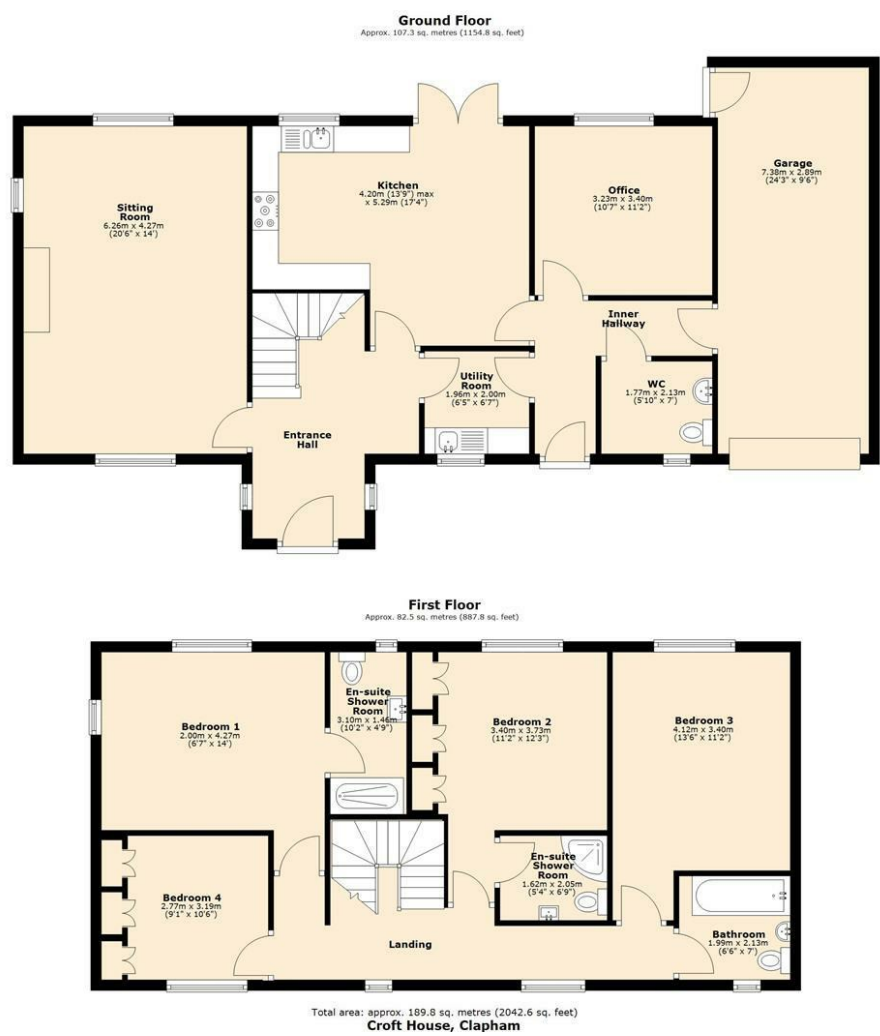 Ground Floor
Approx. 107.3 sq. metres (1154.8 sq. feet)
Sitting
Room
6.26m x 4.27m
(20'6" x 14')
Kitchen
4.20m (13'9") max
x 5.29m (17'4")
Office
3.23m x 3.40m
(10'7" x 11'2")
Garage
7.38m x 2.89m
(24'3" x 9'6")
Inner
Hallway
Utility
Room
1.96m x 2.00m
(6'5" x 6'7")
WC
1.77m x 2.13m
(5'10" x 7')
Entrance
Hall
First Floor
Approx. 82.5 sq. metres (887.8 sq. feet)
Bedroom 1
2.00m x 4.27m
(6'7" x 14')
En-suite
Shower
Room
3.10m x 1.46m
(10'2" x 4'9")
Bedroom 2
3.40m x 3.73m
(11'2" x 12'3")
Bedroom 3
4.12m x 3.40m
(13'6" x 11'2")
Bedroom 4
2.77m x 3.19m
(9'1" x 10'6")
En-suite
Shower
Room
1.62m x 2.05m
(5'4" x 6'9")
Landing
Bathroom
1.99m x 2.13m
(6'6" x 7')
Total area: approx. 189.8 sq. metres (2042.6 sq. feet)
Croft House, Clapham